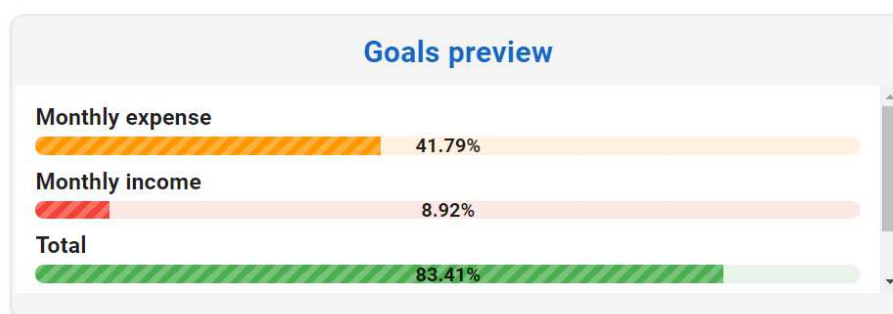 Goals preview
Monthly expense
41.79%
Monthly income
8.92%
Total
83.41%